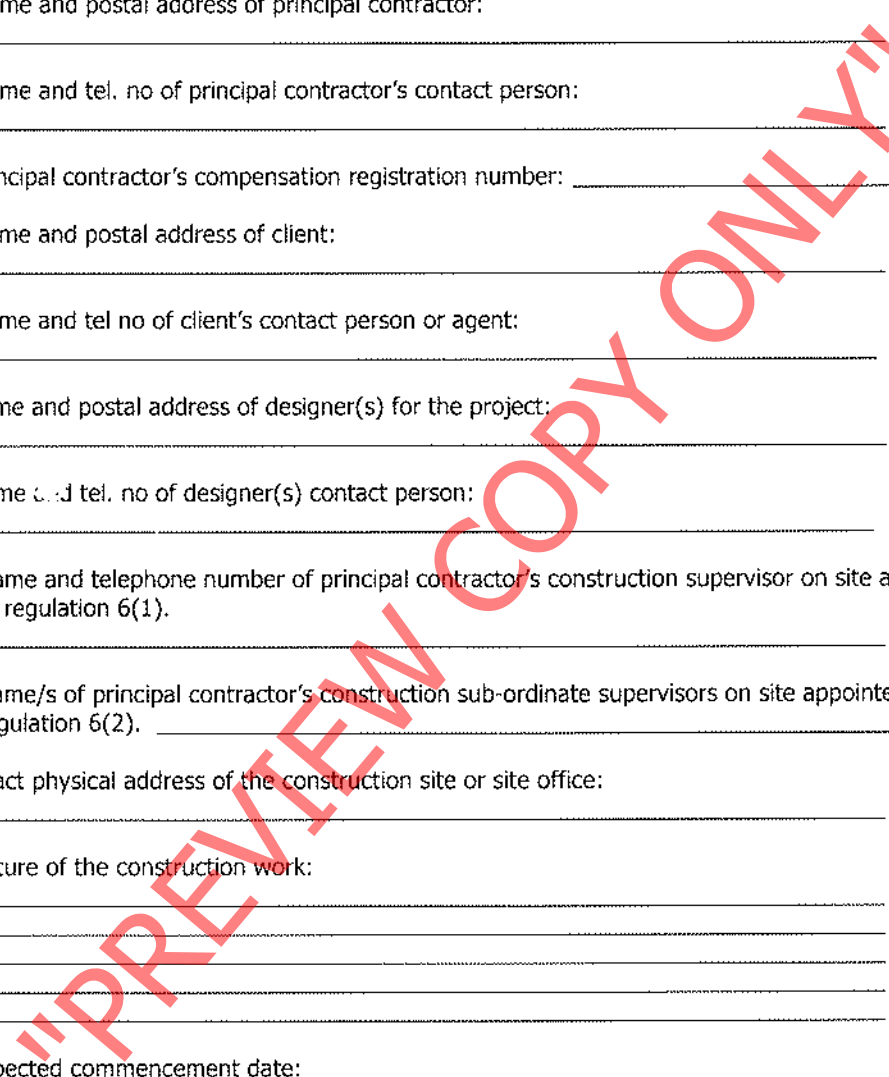 me and postal address of principal contractor:
me and tel. no of principal contractor's contact person:
ncipal contractor's compensation registration number:
me and postal address of client:
me and tel no of client's contact person or agent:
me and postal address of designer(s) for the project:
me tel. no of designer(s) contact person:
ame and telephone number of principal contractor's construction supervisor on site a
regulation 6(1).
ame/s of principal contractor's construction sub-ordinate supervisors on site appointe
gulation 6(2).
act physical address of the construction site or site office:
ture of the construction work:
pected commencement date:
"PREVIEW COPY ONLY"